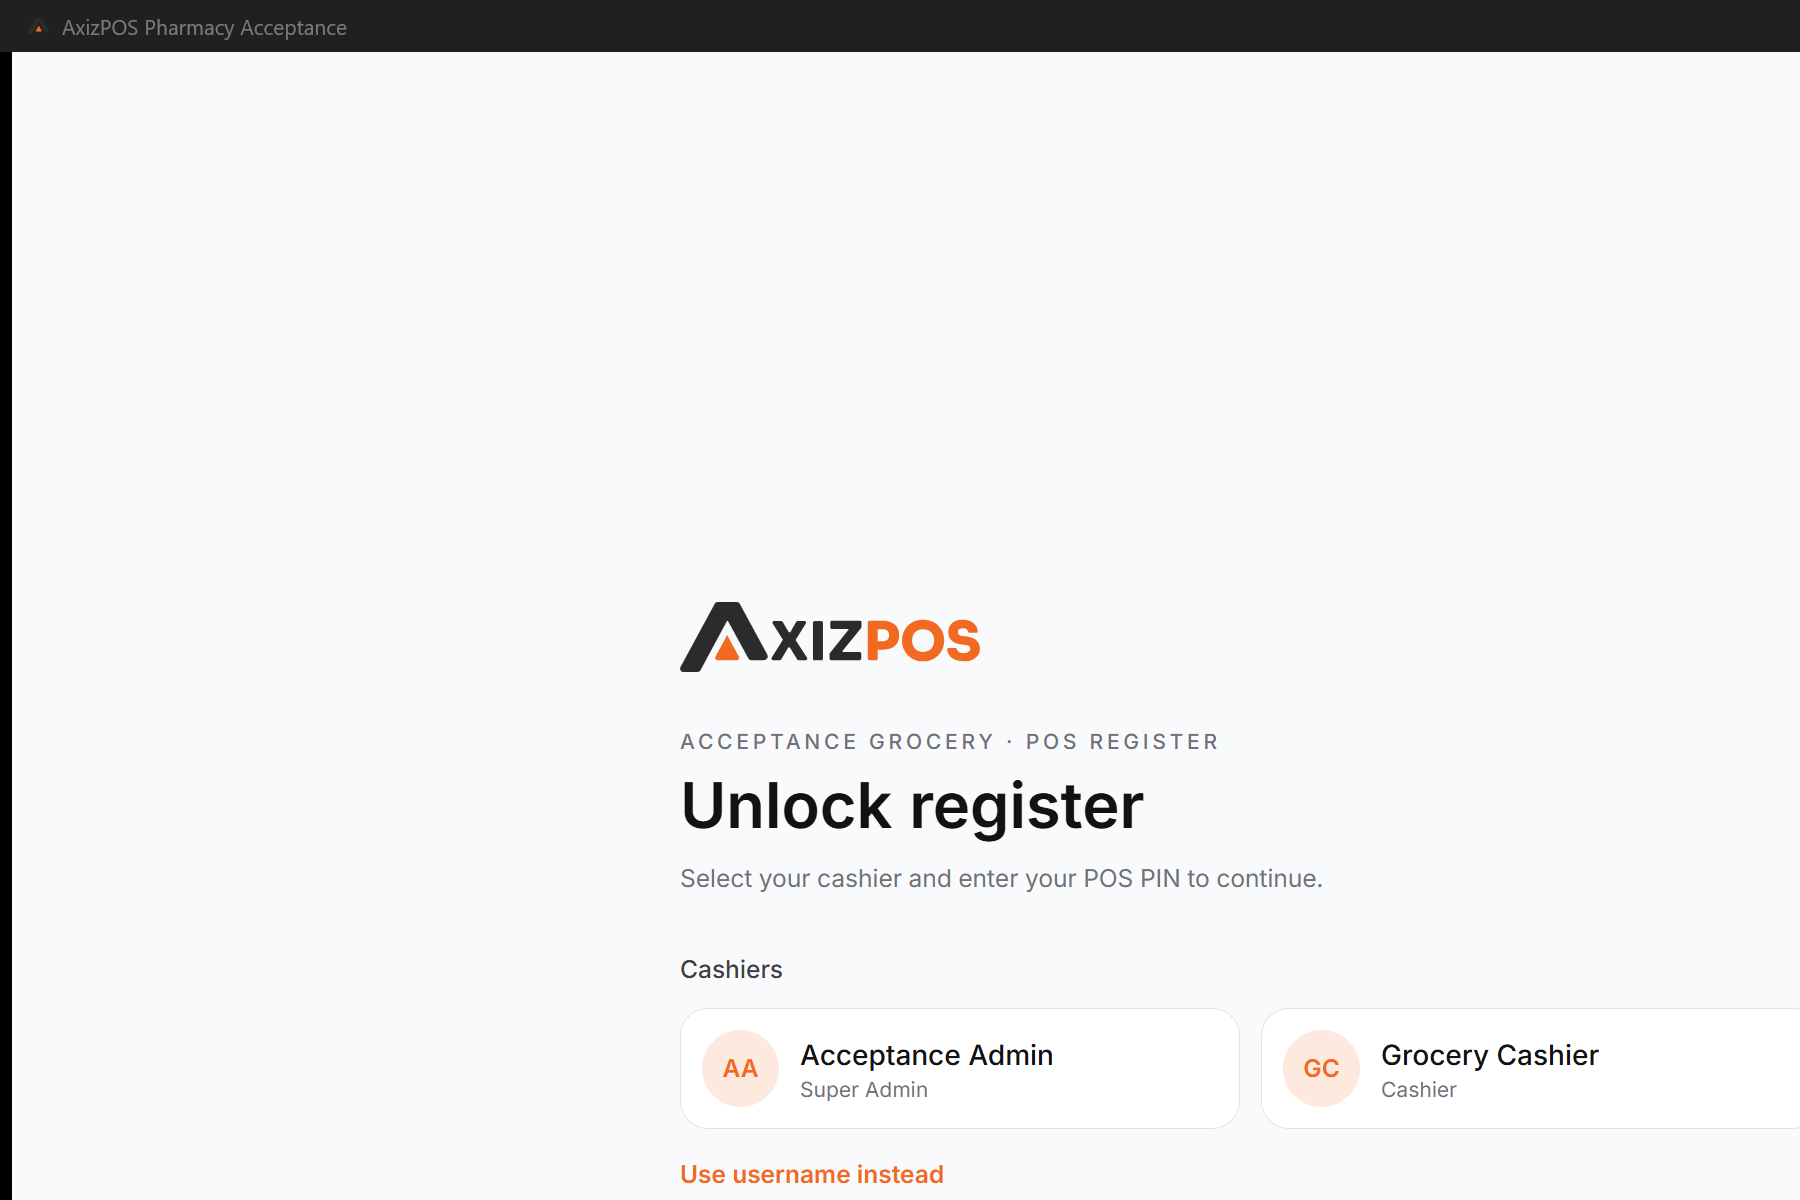 AxizPOS Pharmacy Acceptance
AXIZPOS
ACCEPTANCE GROCERY · POS REGISTER
Unlock register
Select your cashier and enter your POS PIN to continue.
Cashiers
AA
Acceptance Admin
Super Admin
GC
Grocery Cashier
Cashier
Use username instead